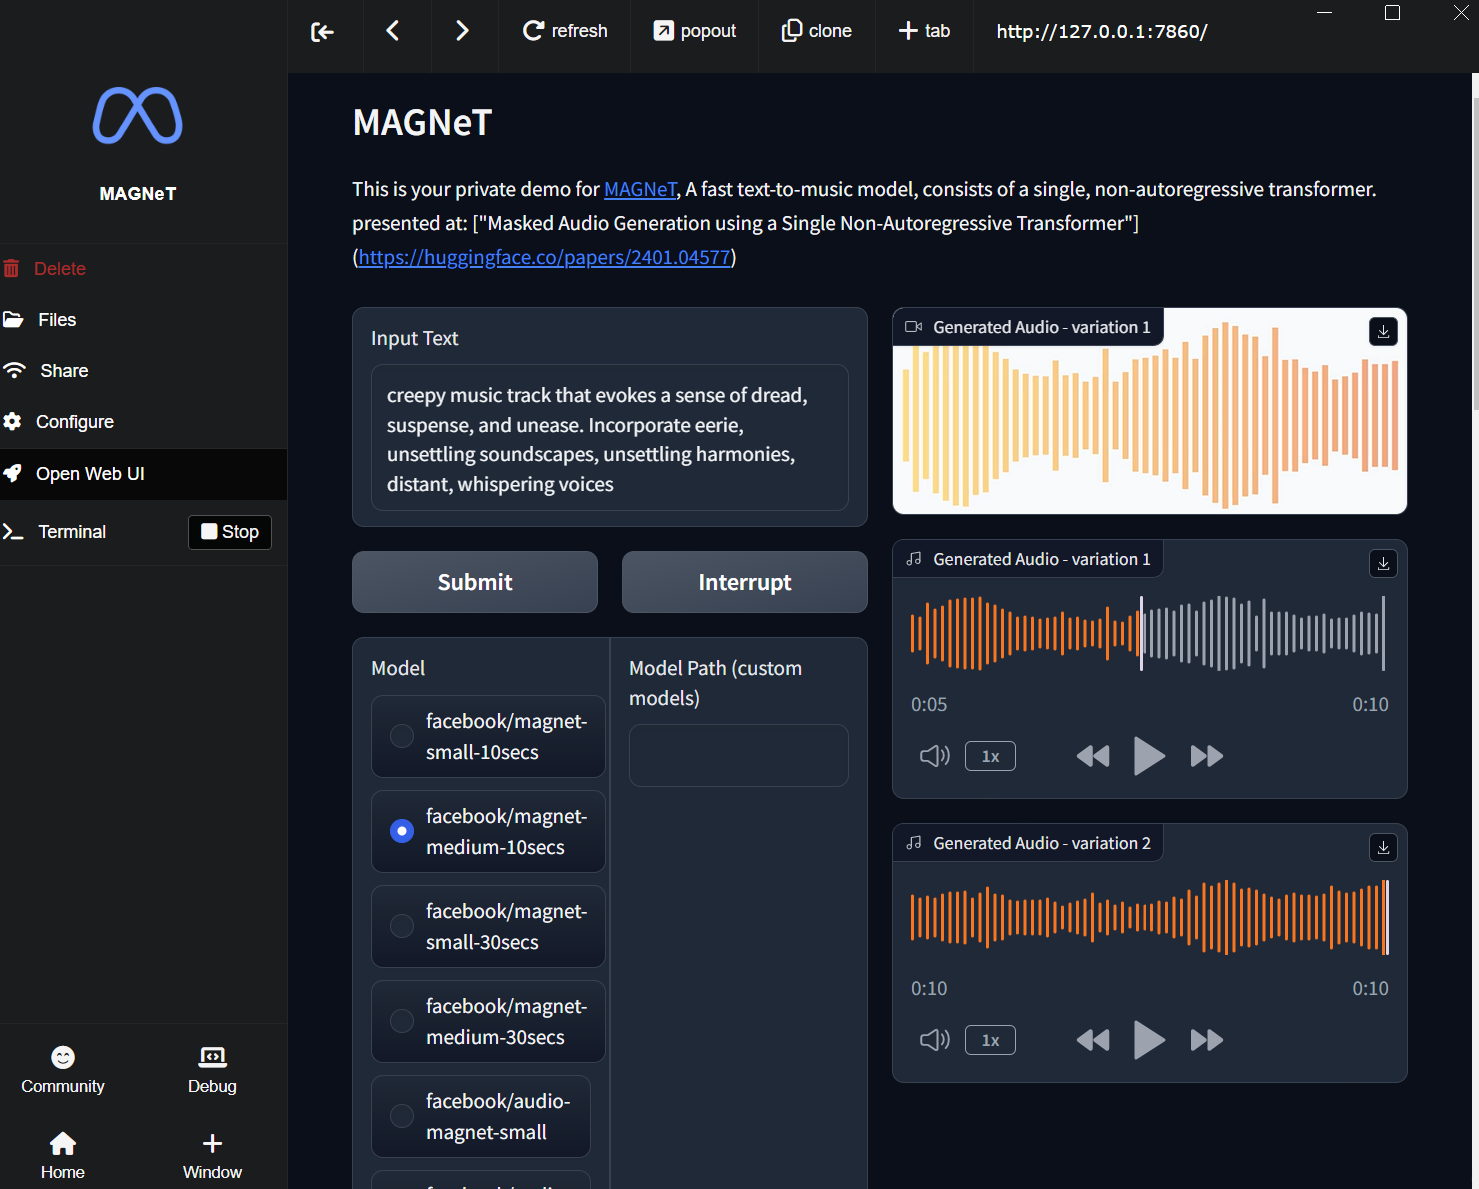 refresh
popout
clone
tab
http://127.0.0.1:7860/
MAGNeT
Delete
Files
Share
Configure
Open Web UI
Terminal
Stop
Community
Debug
Home
Window
MAGNeT
This is your private demo for MAGNeT, A fast text-to-music model, consists of a single, non-autoregressive transformer.
presented at: ["Masked Audio Generation using a Single Non-Autoregressive Transformer"]
(https://huggingface.co/papers/2401.04577)
Input Text
creepy music track that evokes a sense of dread,
suspense, and unease. Incorporate eerie,
unsettling soundscapes, unsettling harmonies,
distant, whispering voices
Submit
Interrupt
Model
facebook/magnet-
small-10secs
facebook/magnet-
medium-10secs
facebook/magnet-
small-30secs
facebook/magnet-
medium-30secs
facebook/audio-
magnet-small
Model Path (custom
models)
Generated Audio - variation 1
Generated Audio - variation 1
0:05
0:10
1x
Generated Audio - variation 2
0:10
0:10
1x